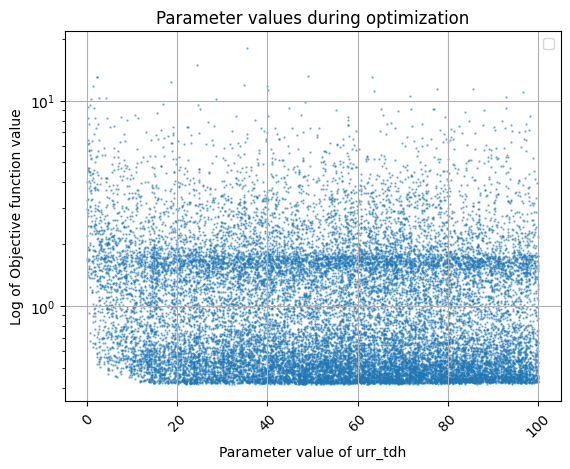 Parameter values during optimization
Log of Objective function value
10¹
10⁰
0
20
40
60
80
100
Parameter value of urr_tdh